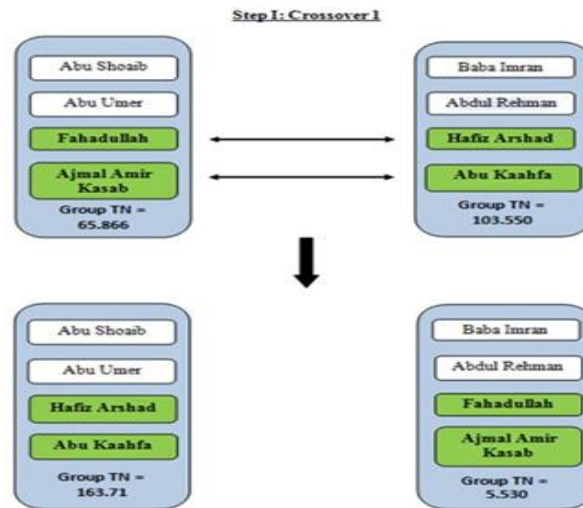 Step I: Crossover 1
Abu Shoaib
Abu Umer
Fahadullah
Ajmal Amir
Kasab
Group TN =
65.866
Baba Imran
Abdul Rehman
Hafiz Arshad
Abu Kaahfa
Group TN =
103.550
Abu Shoaib
Abu Umer
Hafiz Arshad
Abu Kaahfa
Group TN =
163.71
Baba Imran
Abdul Rehman
Fahadullah
Ajmal Amir
Kasab
Group TN =
5.530